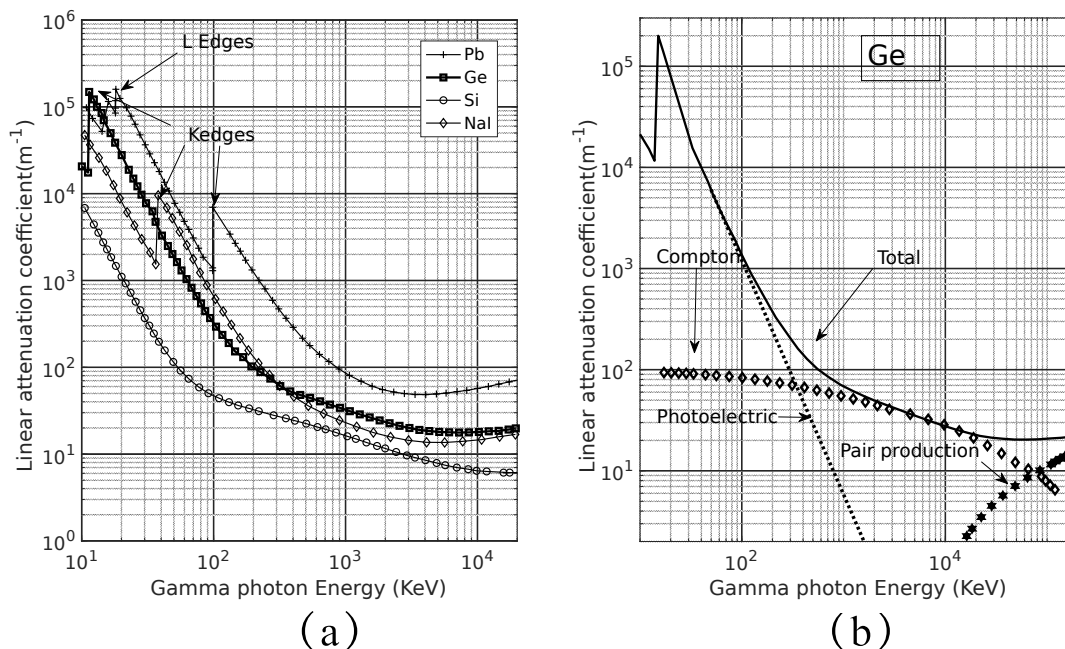 10^6
10^5
10^4
10^3
10^2
10^1
10^0
Linear attenuation coefficient(m^-1)
L Edges
Kedges
Pb
Ge
Si
NaI
10^1
10^2
10^3
10^4
Gamma photon Energy (KeV)
(a)
10^5
10^4
10^3
10^2
10^1
Linear attenuation coefficient(m^-1)
Ge
Compton
Total
Photoelectric
Pair production
10^2
10^4
Gamma photon Energy (KeV)
(b)